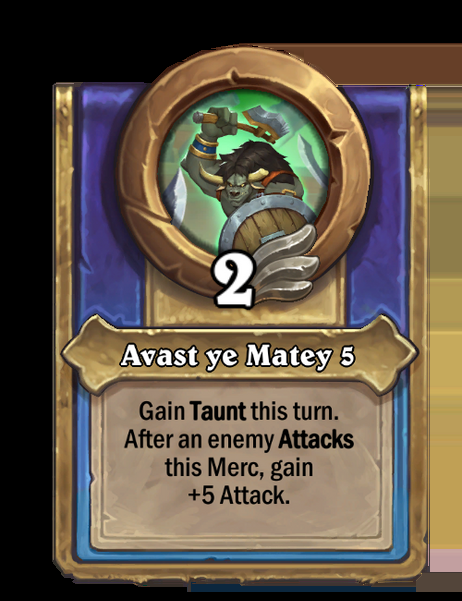 2
Avast ye Matey 5
Gain Taunt this turn.
After an enemy Attacks
this Merc, gain
+5 Attack.